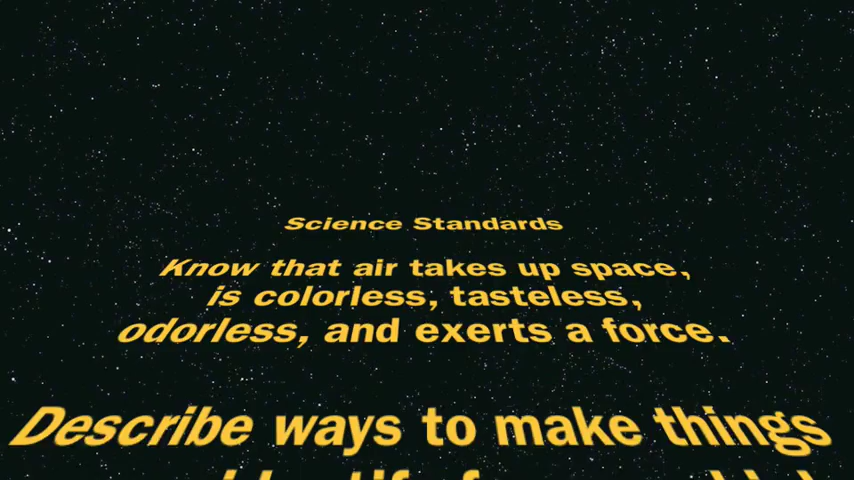 Science Standards
Know that air takes up space,
is colorless, tasteless,
odorless, and exerts a force.
Describe ways to make things